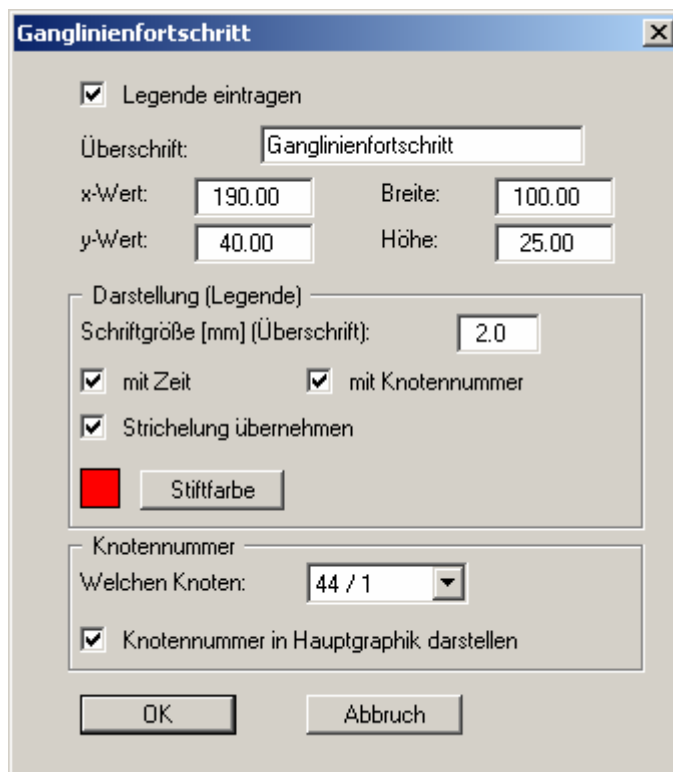 Ganglinienfortschritt
Legende eintragen
Überschrift: Ganglinienfortschritt
x-Wert: 190.00 Breite: 100.00
y-Wert: 40.00 Höhe: 25.00
Darstellung (Legende)
Schriftgröße [mm] (Überschrift): 2.0
mit Zeit mit Knotennummer
Strichelung übernehmen
Stiftfarbe
Knotennummer
Welchen Knoten: 44 / 1
Knotennummer in Hauptgraphik darstellen
OK Abbruch